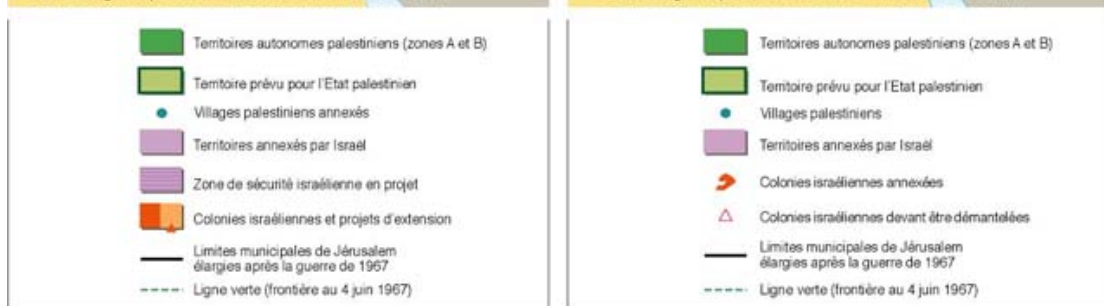 Territoires autonomes palestiniens (zones A et B)
Territoire prévu pour l'Etat palestinien
Villages palestiniens annexés
Territoires annexés par Israël
Zone de sécurité israélienne en projet
Colonies israéliennes et projets d'extension
Limites municipales de Jérusalem
élargies après la guerre de 1967
Ligne verte (frontière au 4 juin 1967)
Territoires autonomes palestiniens (zones A et B)
Territoire prévu pour l'Etat palestinien
Villages palestiniens
Territoires annexés par Israël
Colonies israéliennes annexées
Colonies israéliennes devant être démantelées
Limites municipales de Jérusalem
élargies après la guerre de 1967
Ligne verte (frontière au 4 juin 1967)